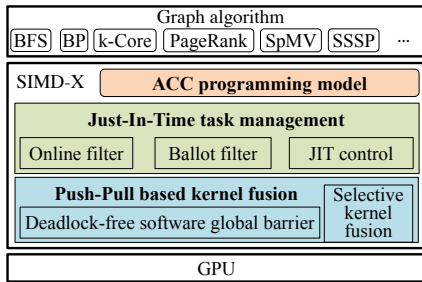 Graph algorithm
BFS BP k-Core PageRank SpMV SSSP ...
SIMD-X ACC programming model
Just-In-Time task management
Online filter Ballot filter JIT control
Push-Pull based kernel fusion
Deadlock-free software global barrier
Selective
kernel
fusion
GPU